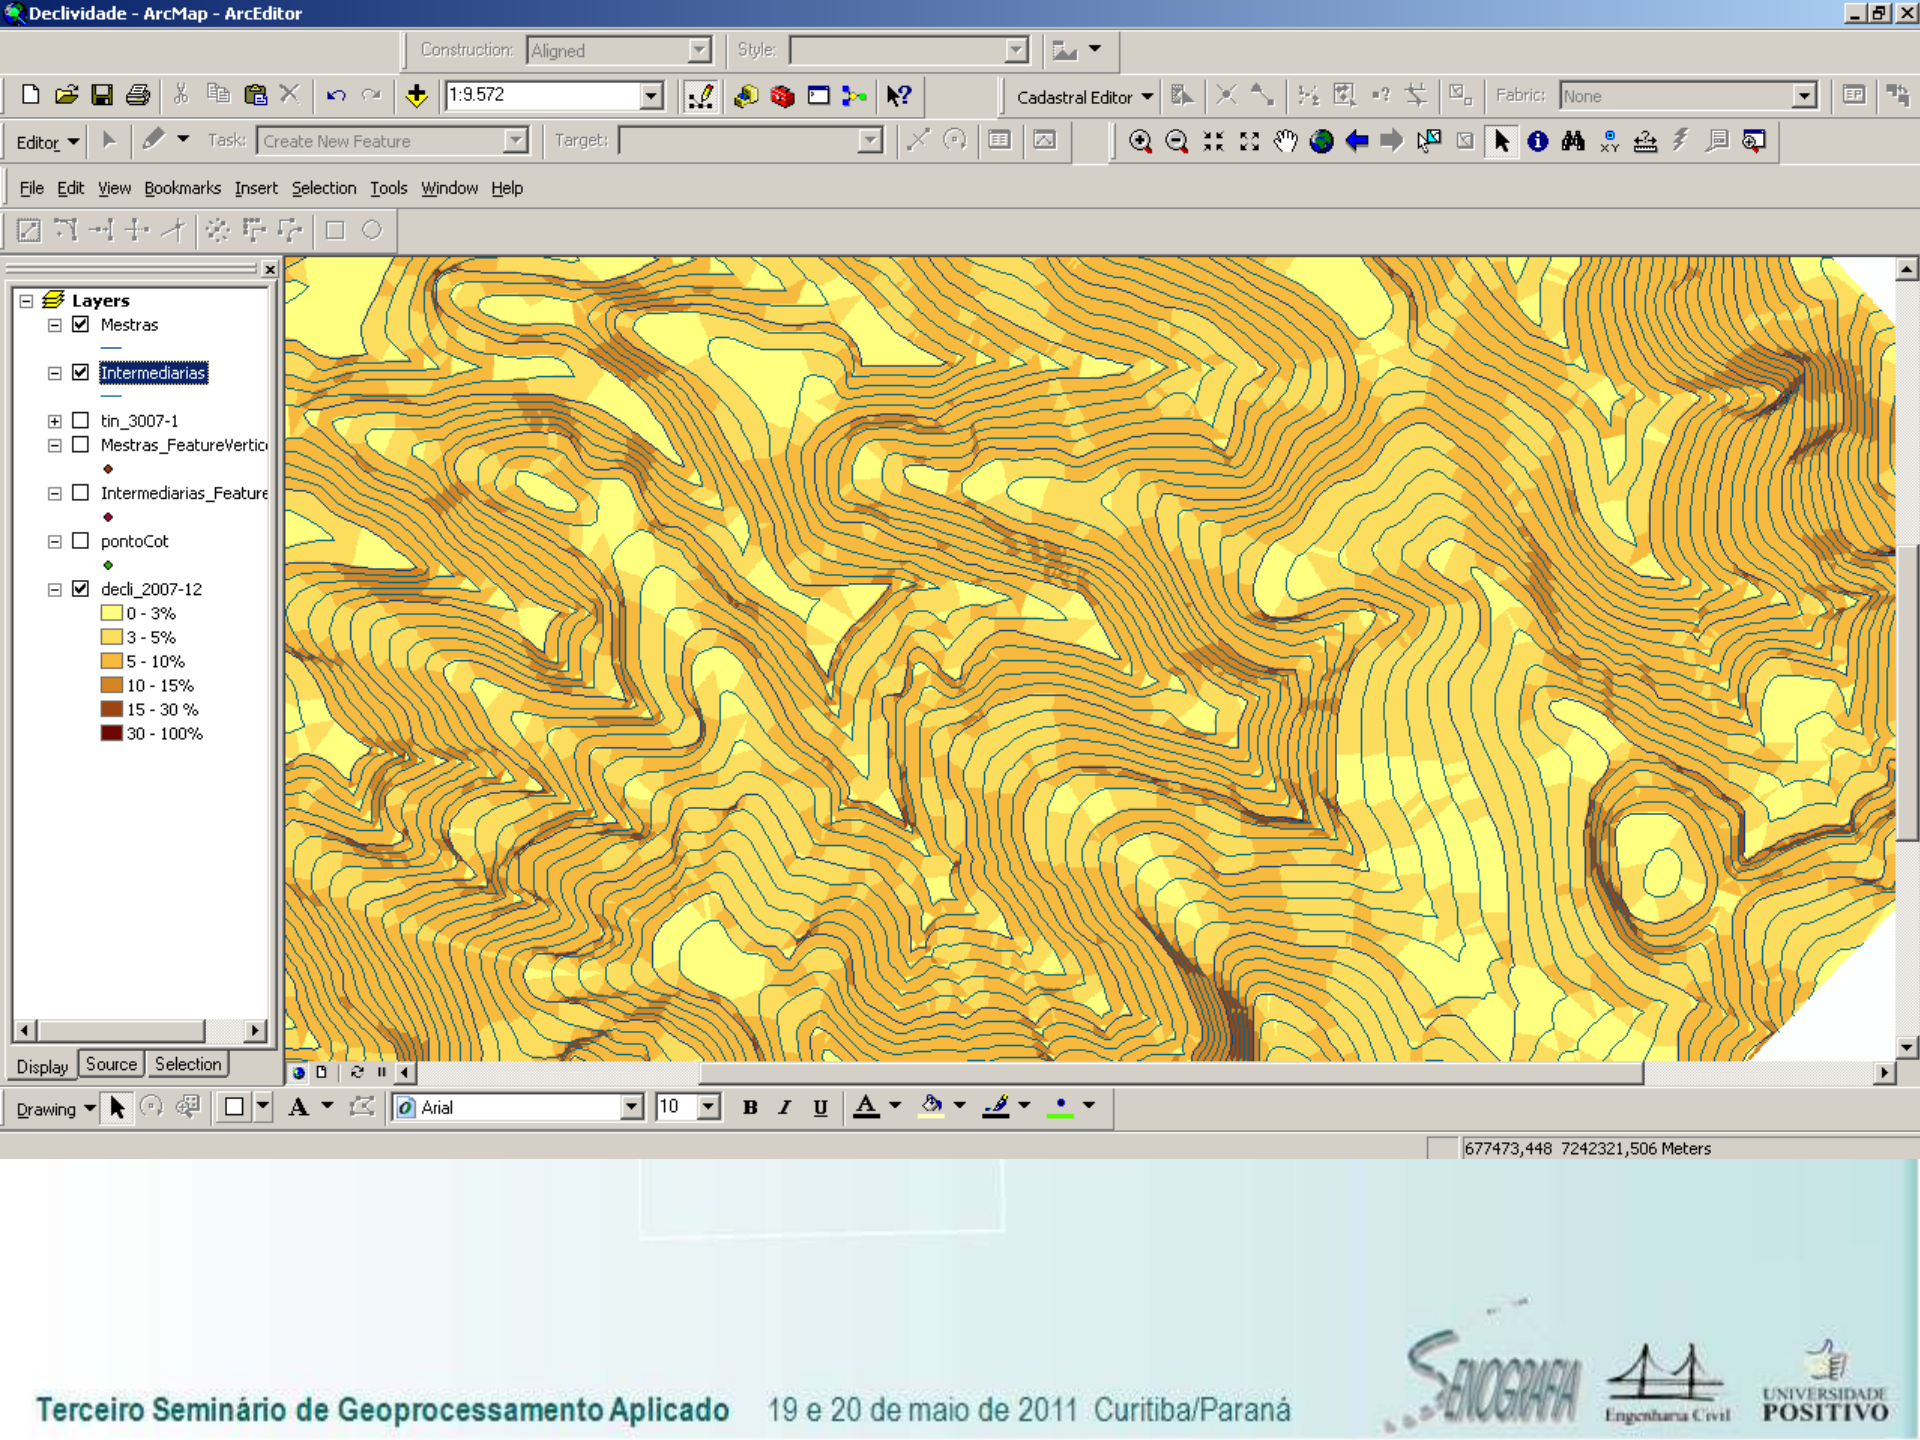 Declividade - ArcMap - ArcEditor
Construction: Aligned Style:
1:9.572 Cadastral Editor Fabric: None
Editor Task: Create New Feature Target:
File Edit View Bookmarks Insert Selection Tools Window Help
Layers
Mestras
Intermediarias
tin_3007-1
Mestras_FeatureVertic
Intermediarias_Feature
pontoCot
decli_2007-12
0 - 3%
3 - 5%
5 - 10%
10 - 15%
15 - 30 %
30 - 100%
Display Source Selection
Drawing A Arial 10 B I U A
677473,448 7242321,506 Meters
Terceiro Seminário de Geoprocessamento Aplicado 19 e 20 de maio de 2011 Curitiba/Paraná
SENOGRAFIA
Engenharia Civil
UNIVERSIDADE
POSITIVO